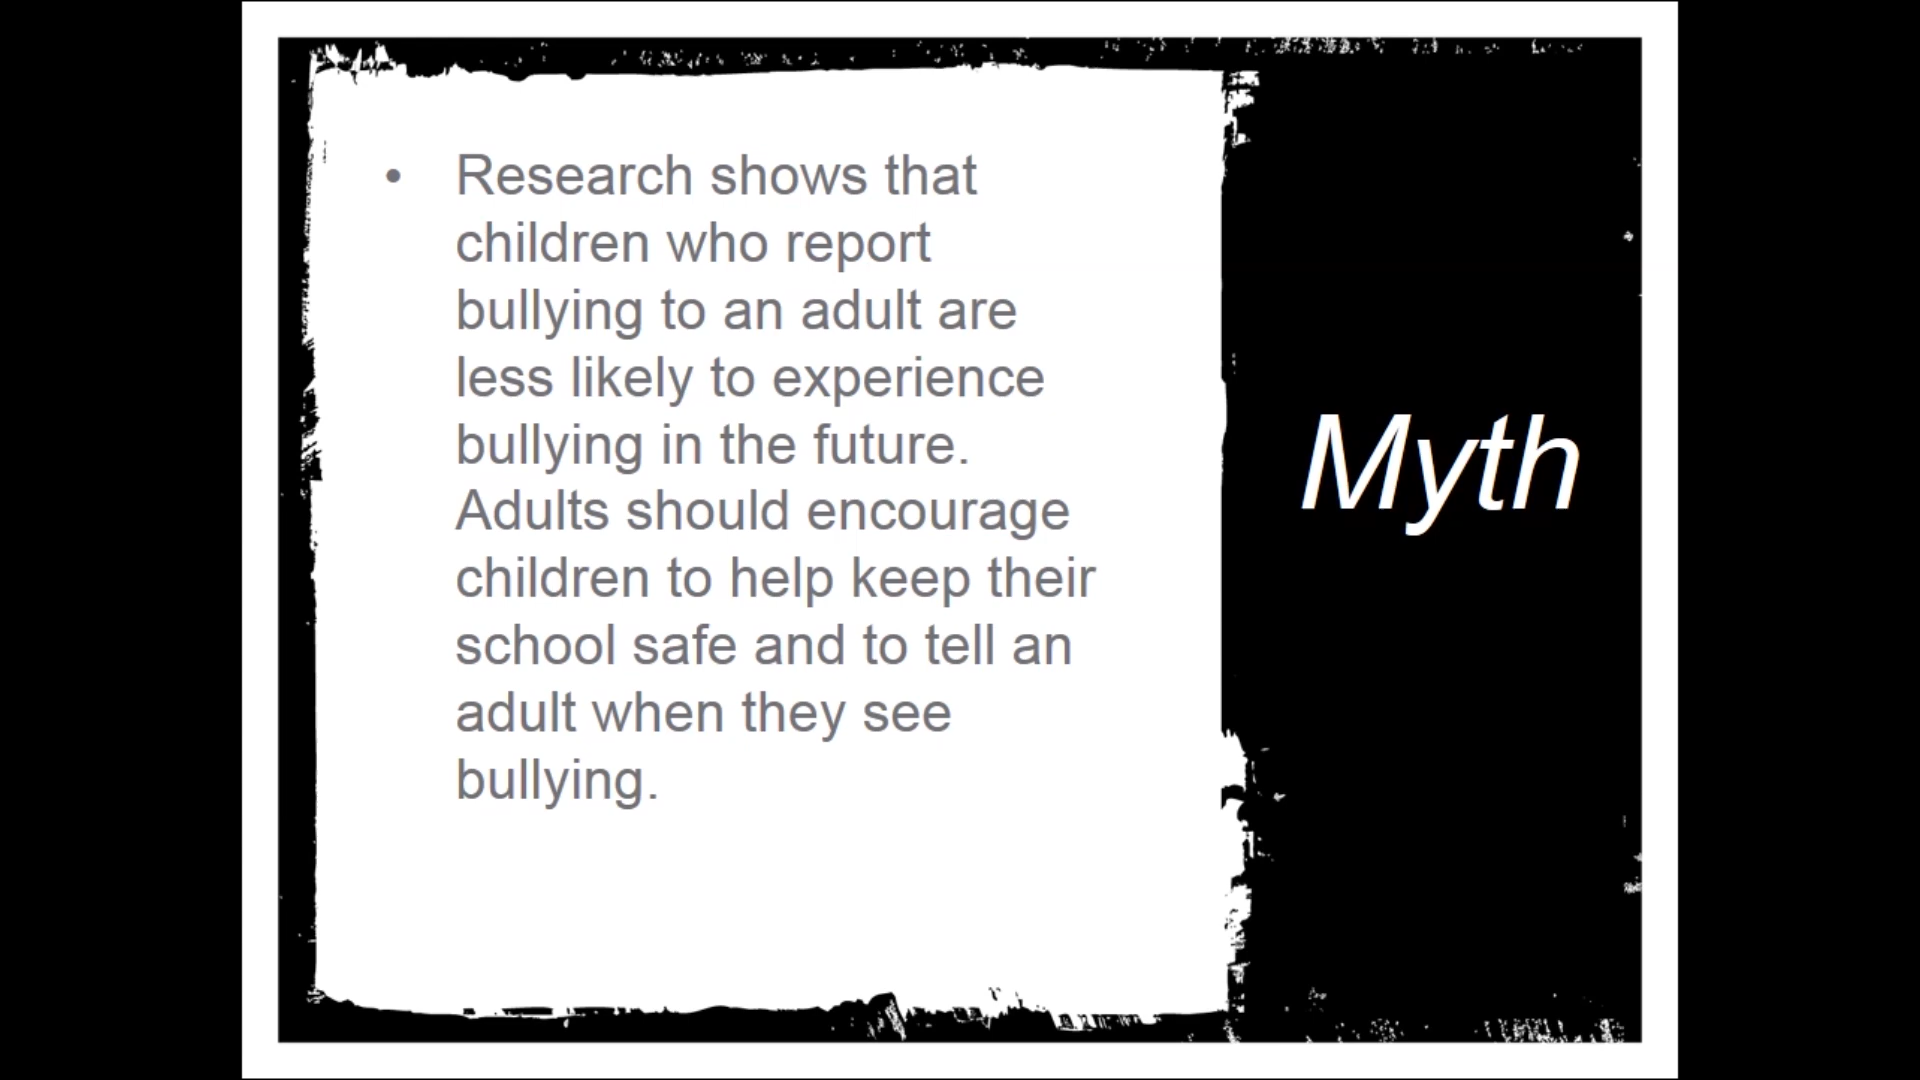 • Research shows that
children who report
bullying to an adult are
less likely to experience
bullying in the future.
Adults should encourage
children to help keep their
school safe and to tell an
adult when they see
bullying.
Myth